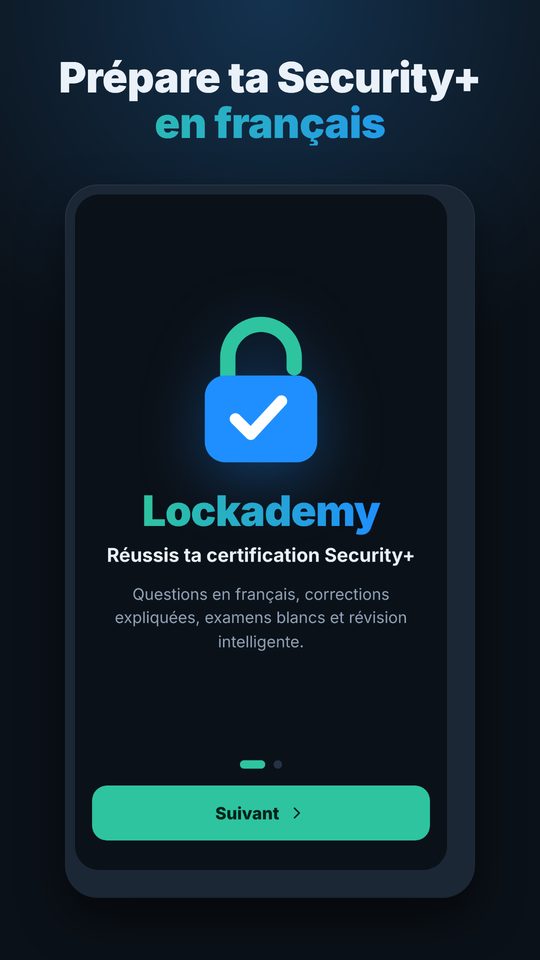 Prépare ta Security+
en français
Lockademy
Réussis ta certification Security+
Questions en français, corrections
expliquées, examens blancs et révision
intelligente.
Suivant